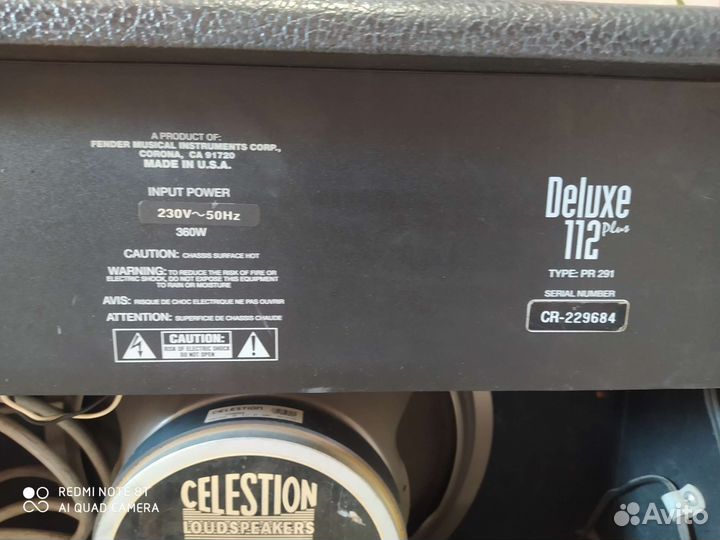 A PRODUCT OF:
FENDER MUSICAL INSTRUMENTS CORP.,
CORONA, CA 91720
MADE IN U.S.A.
INPUT POWER
230V~50Hz
360W
CAUTION: CHASSIS SURFACE HOT
WARNING: TO REDUCE THE RISK OF FIRE OR
ELECTRIC SHOCK, DO NOT EXPOSE THIS EQUIPMENT
TO RAIN OR MOISTURE
AVIS: RISQUE DE CHOC ELECTRIQUE NE PAS OUVRIR
ATTENTION: SUPERFICIE DE CHASSIS CHAUDE
CAUTION:
RISK OF ELECTRIC SHOCK
DO NOT OPEN
Deluxe
112 Plus
TYPE: PR 291
SERIAL NUMBER
CR-229684
CELESTION
CELESTION
LOUDSPEAKERS
REDMI NOTE 8T
AI QUAD CAMERA
Avito